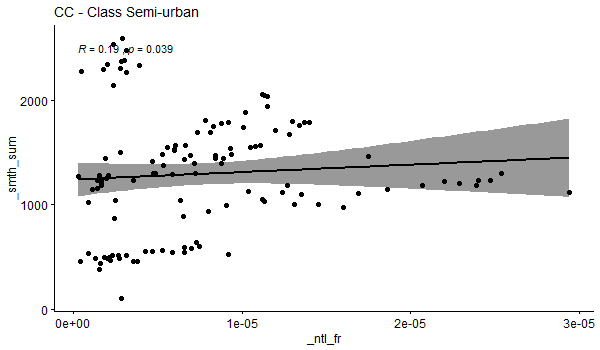 CC - Class Semi-urban
R = 0.19 , p = 0.039
_smth_sum
2000
1000
0
0e+00
1e-05
2e-05
3e-05
_ntl_fr